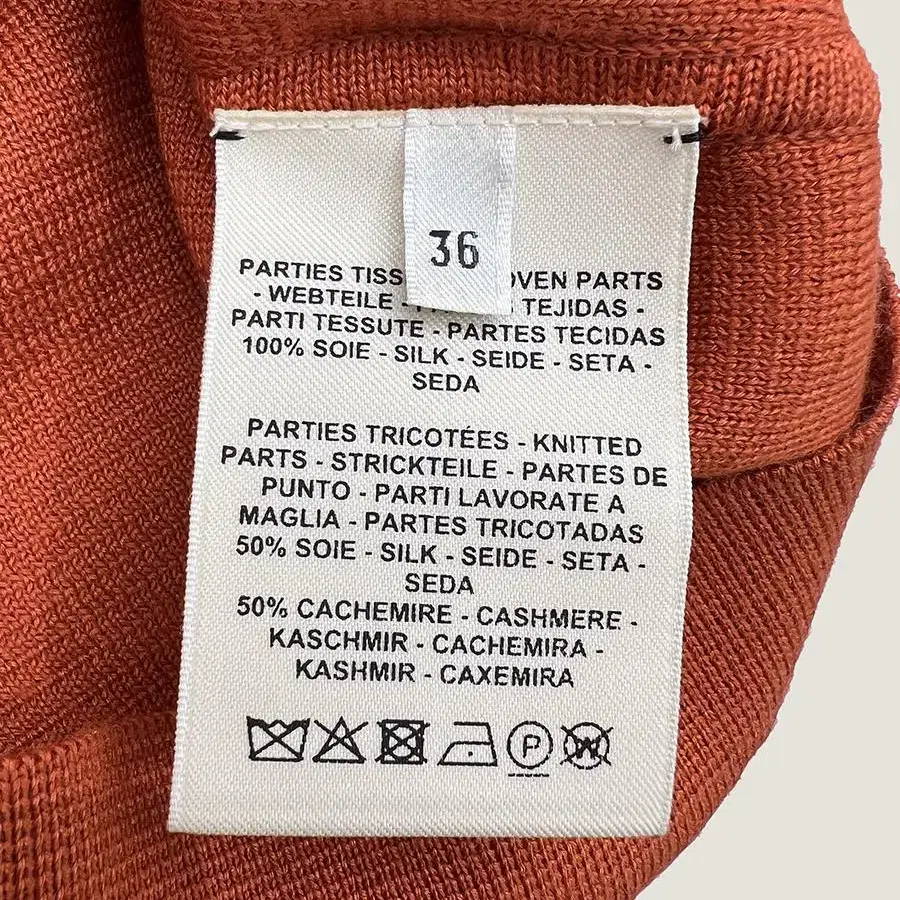 36
PARTIES TISS OVEN PARTS
- WEBTEILE - TEJIDAS -
PARTI TESSUTE - PARTES TECIDAS
100% SOIE - SILK - SEIDE - SETA -
SEDA
PARTIES TRICOTÉES - KNITTED
PARTS - STRICKTEILE - PARTES DE
PUNTO - PARTI LAVORATE A
MAGLIA - PARTES TRICOTADAS
50% SOIE - SILK - SEIDE - SETA -
SEDA
50% CACHEMIRE - CASHMERE -
KASCHMIR - CACHEMIRA -
KASHMIR - CAXEMIRA
P W